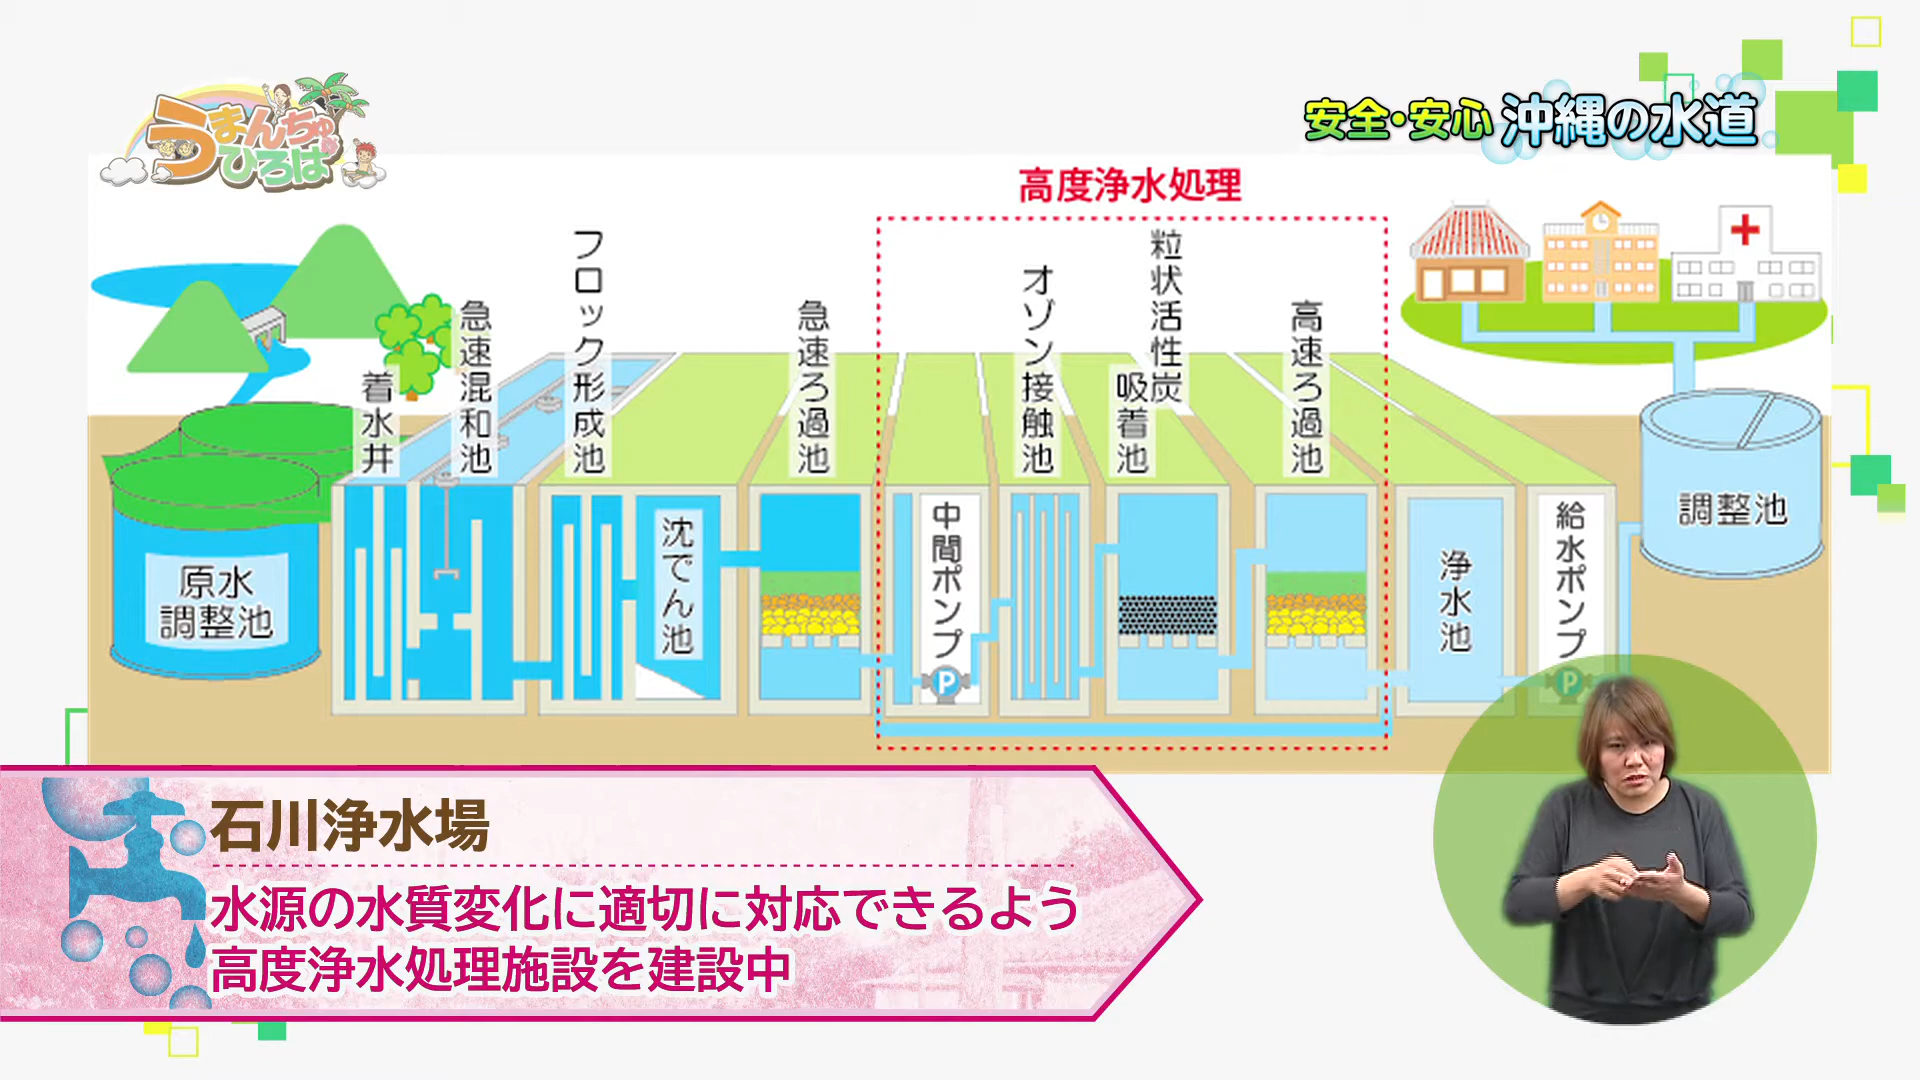 うまんちゅひろば
安全・安心 沖縄の水道
高度浄水処理
着水井
急速混和池
フロック形成池
急速ろ過池
オゾン接触池
粒状活性炭
吸着池
高速ろ過池
原水
調整池
沈でん池
中間ポンプ
P
浄水池
給水ポンプ
P
調整池
石川浄水場
水源の水質変化に適切に対応できるよう
高度浄水処理施設を建設中